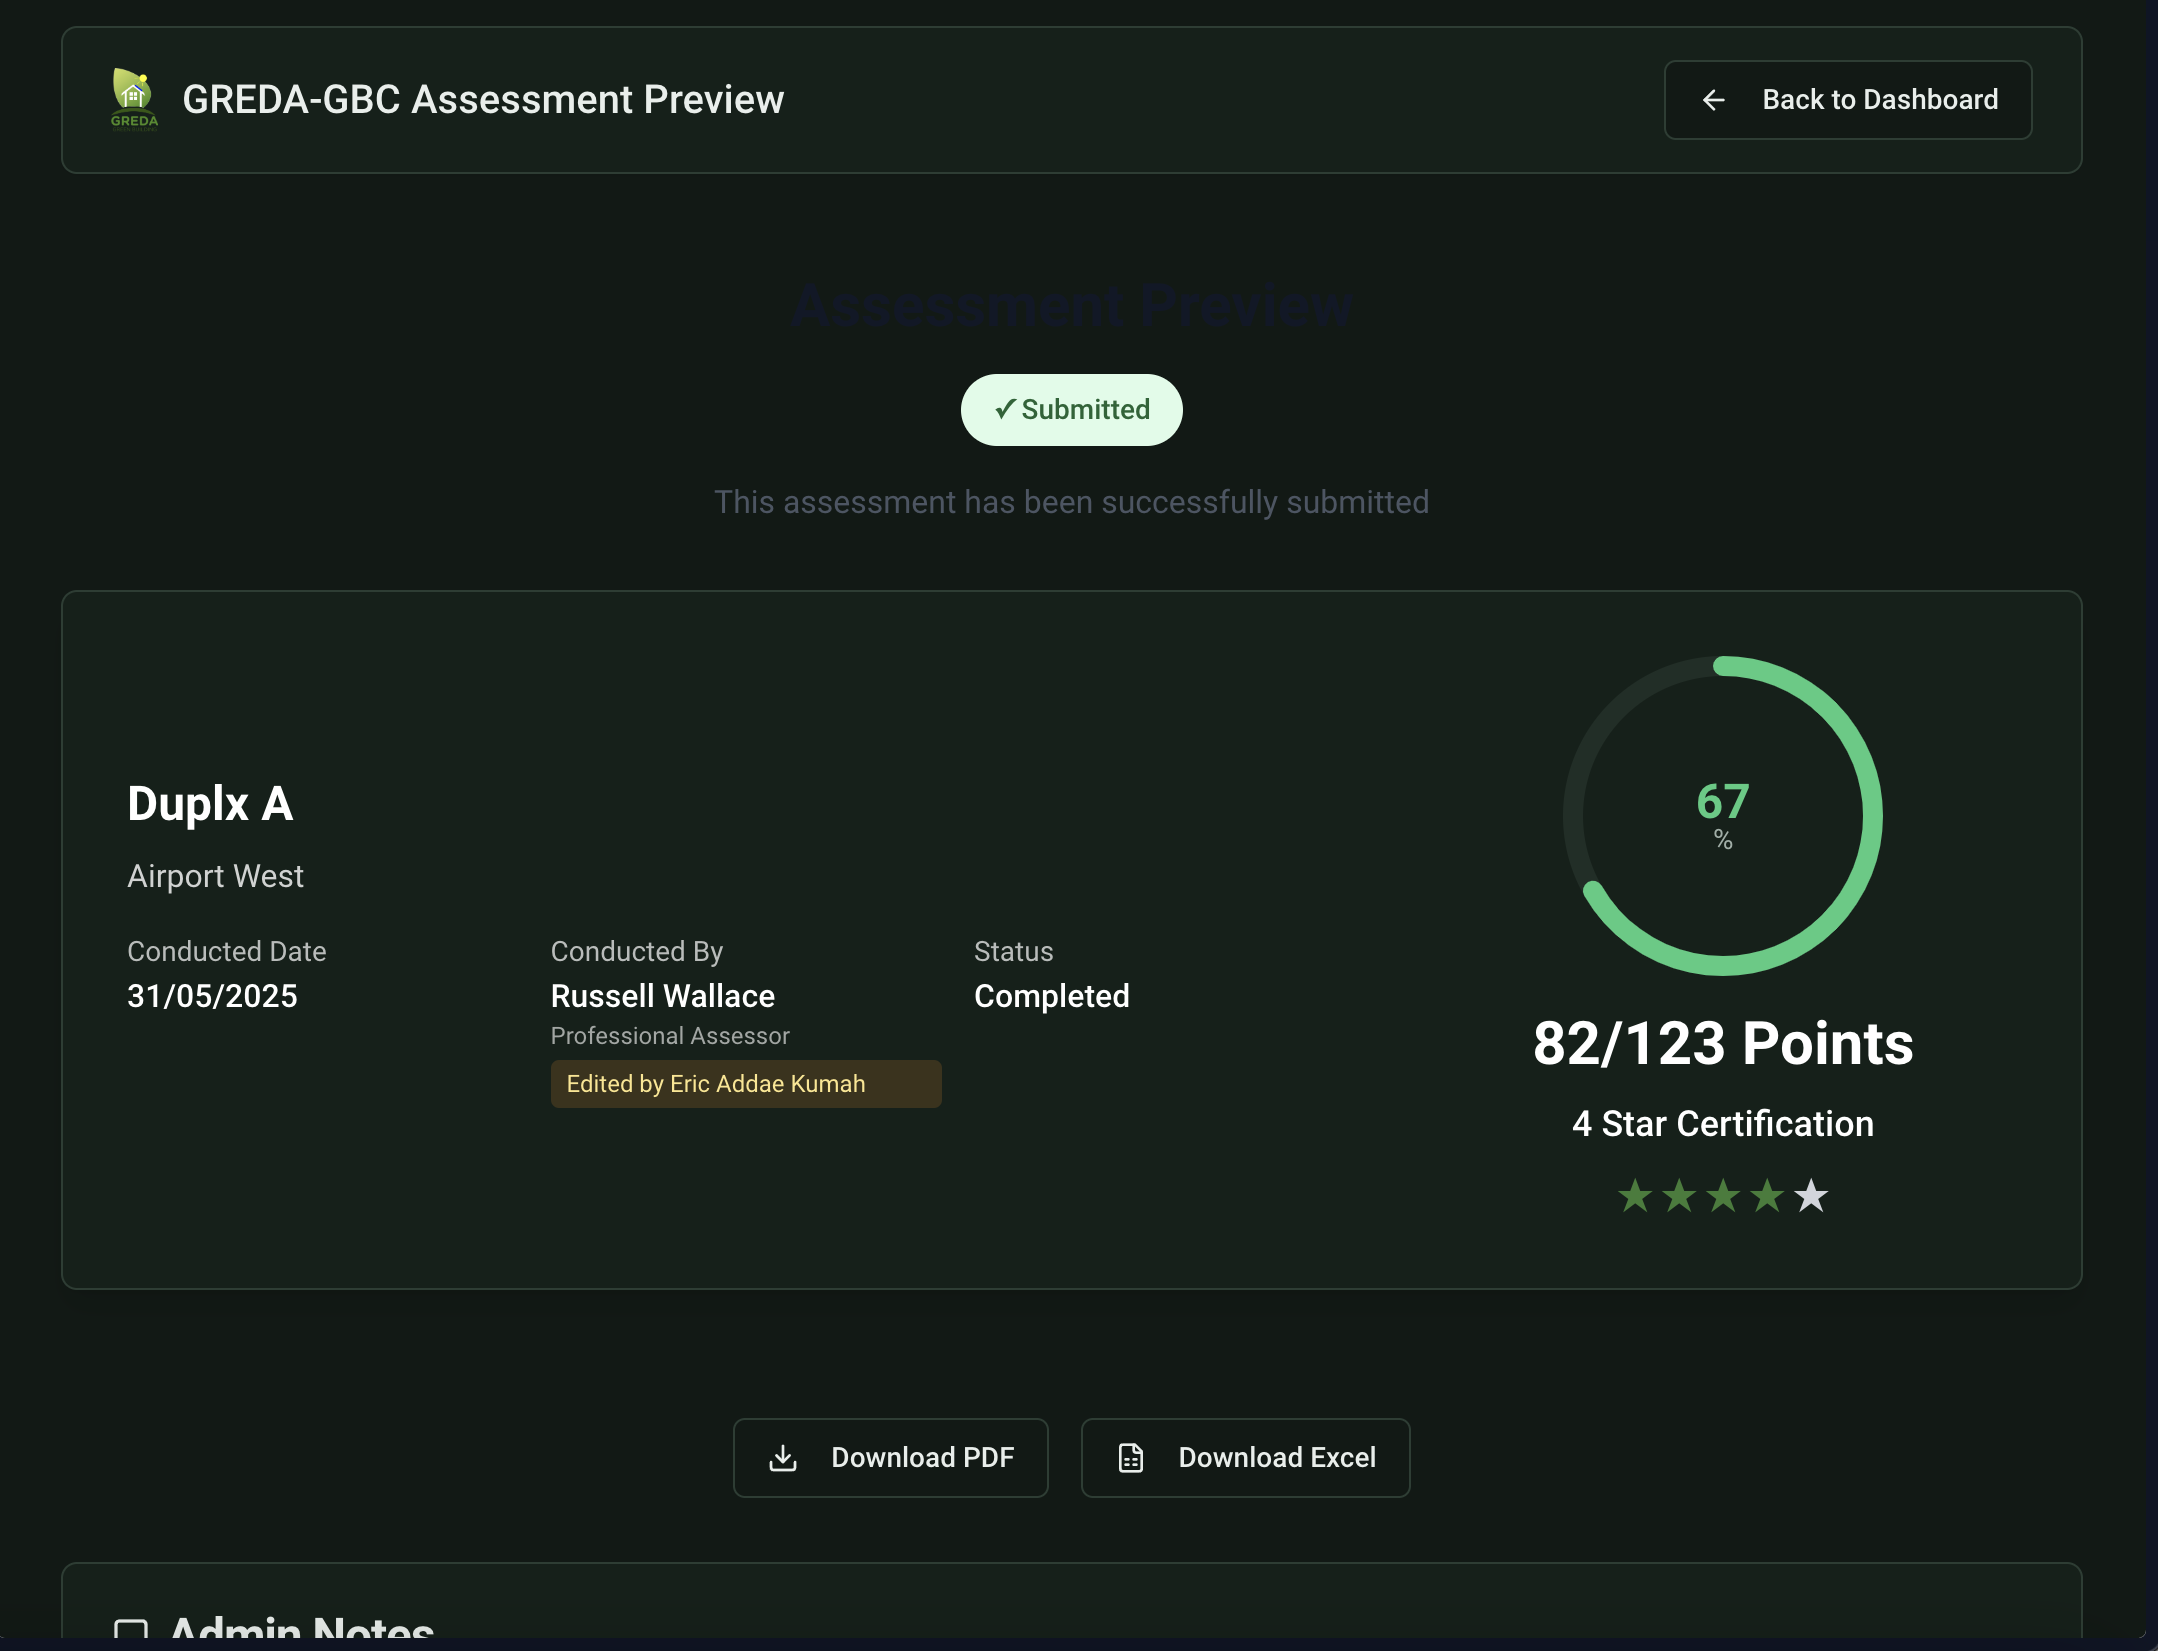 GREDA
GREDA-GBC Assessment Preview
Back to Dashboard
Assessment Preview
✓ Submitted
This assessment has been successfully submitted
Duplx A
Airport West
Conducted Date
31/05/2025
Conducted By
Russell Wallace
Professional Assessor
Edited by Eric Addae Kumah
Status
Completed
67
%
82/123 Points
4 Star Certification
Download PDF
Download Excel
Admin Notes